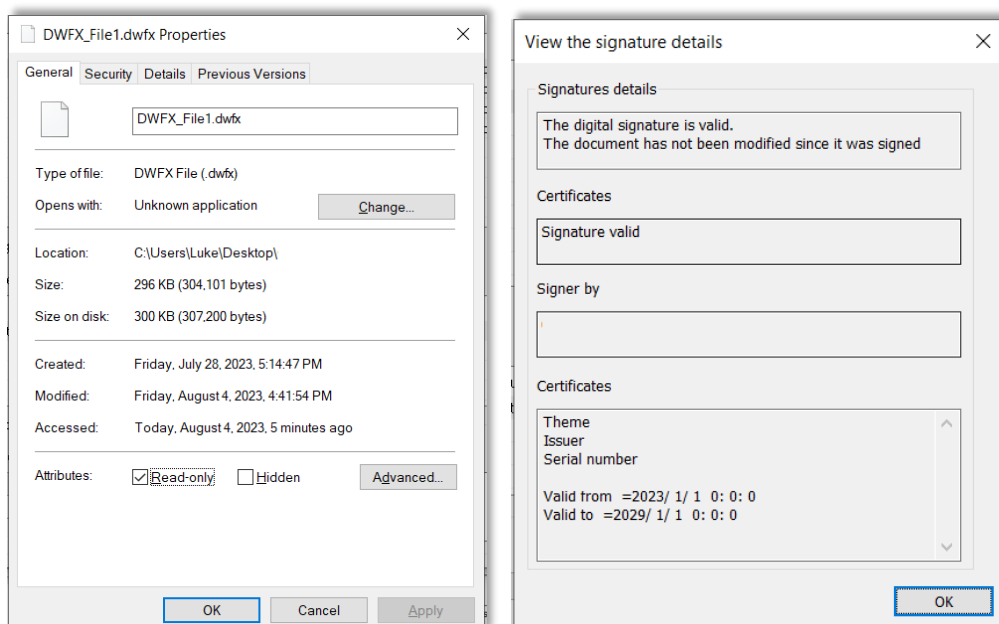 DWFX_File1.dwfx Properties
General Security Details Previous Versions
DWFX_File1.dwfx
Type of file: DWFX File (.dwfx)
Opens with: Unknown application Change...
Location: C:\Users\Luke\Desktop\
Size: 296 KB (304,101 bytes)
Size on disk: 300 KB (307,200 bytes)
Created: Friday, July 28, 2023, 5:14:47 PM
Modified: Friday, August 4, 2023, 4:41:54 PM
Accessed: Today, August 4, 2023, 5 minutes ago
Attributes: Read-only Hidden Advanced...
OK Cancel Apply
View the signature details
Signatures details
The digital signature is valid.
The document has not been modified since it was signed
Certificates
Signature valid
Signer by
Certificates
Theme
Issuer
Serial number
Valid from =2023/ 1/ 1 0: 0: 0
Valid to =2029/ 1/ 1 0: 0: 0
OK